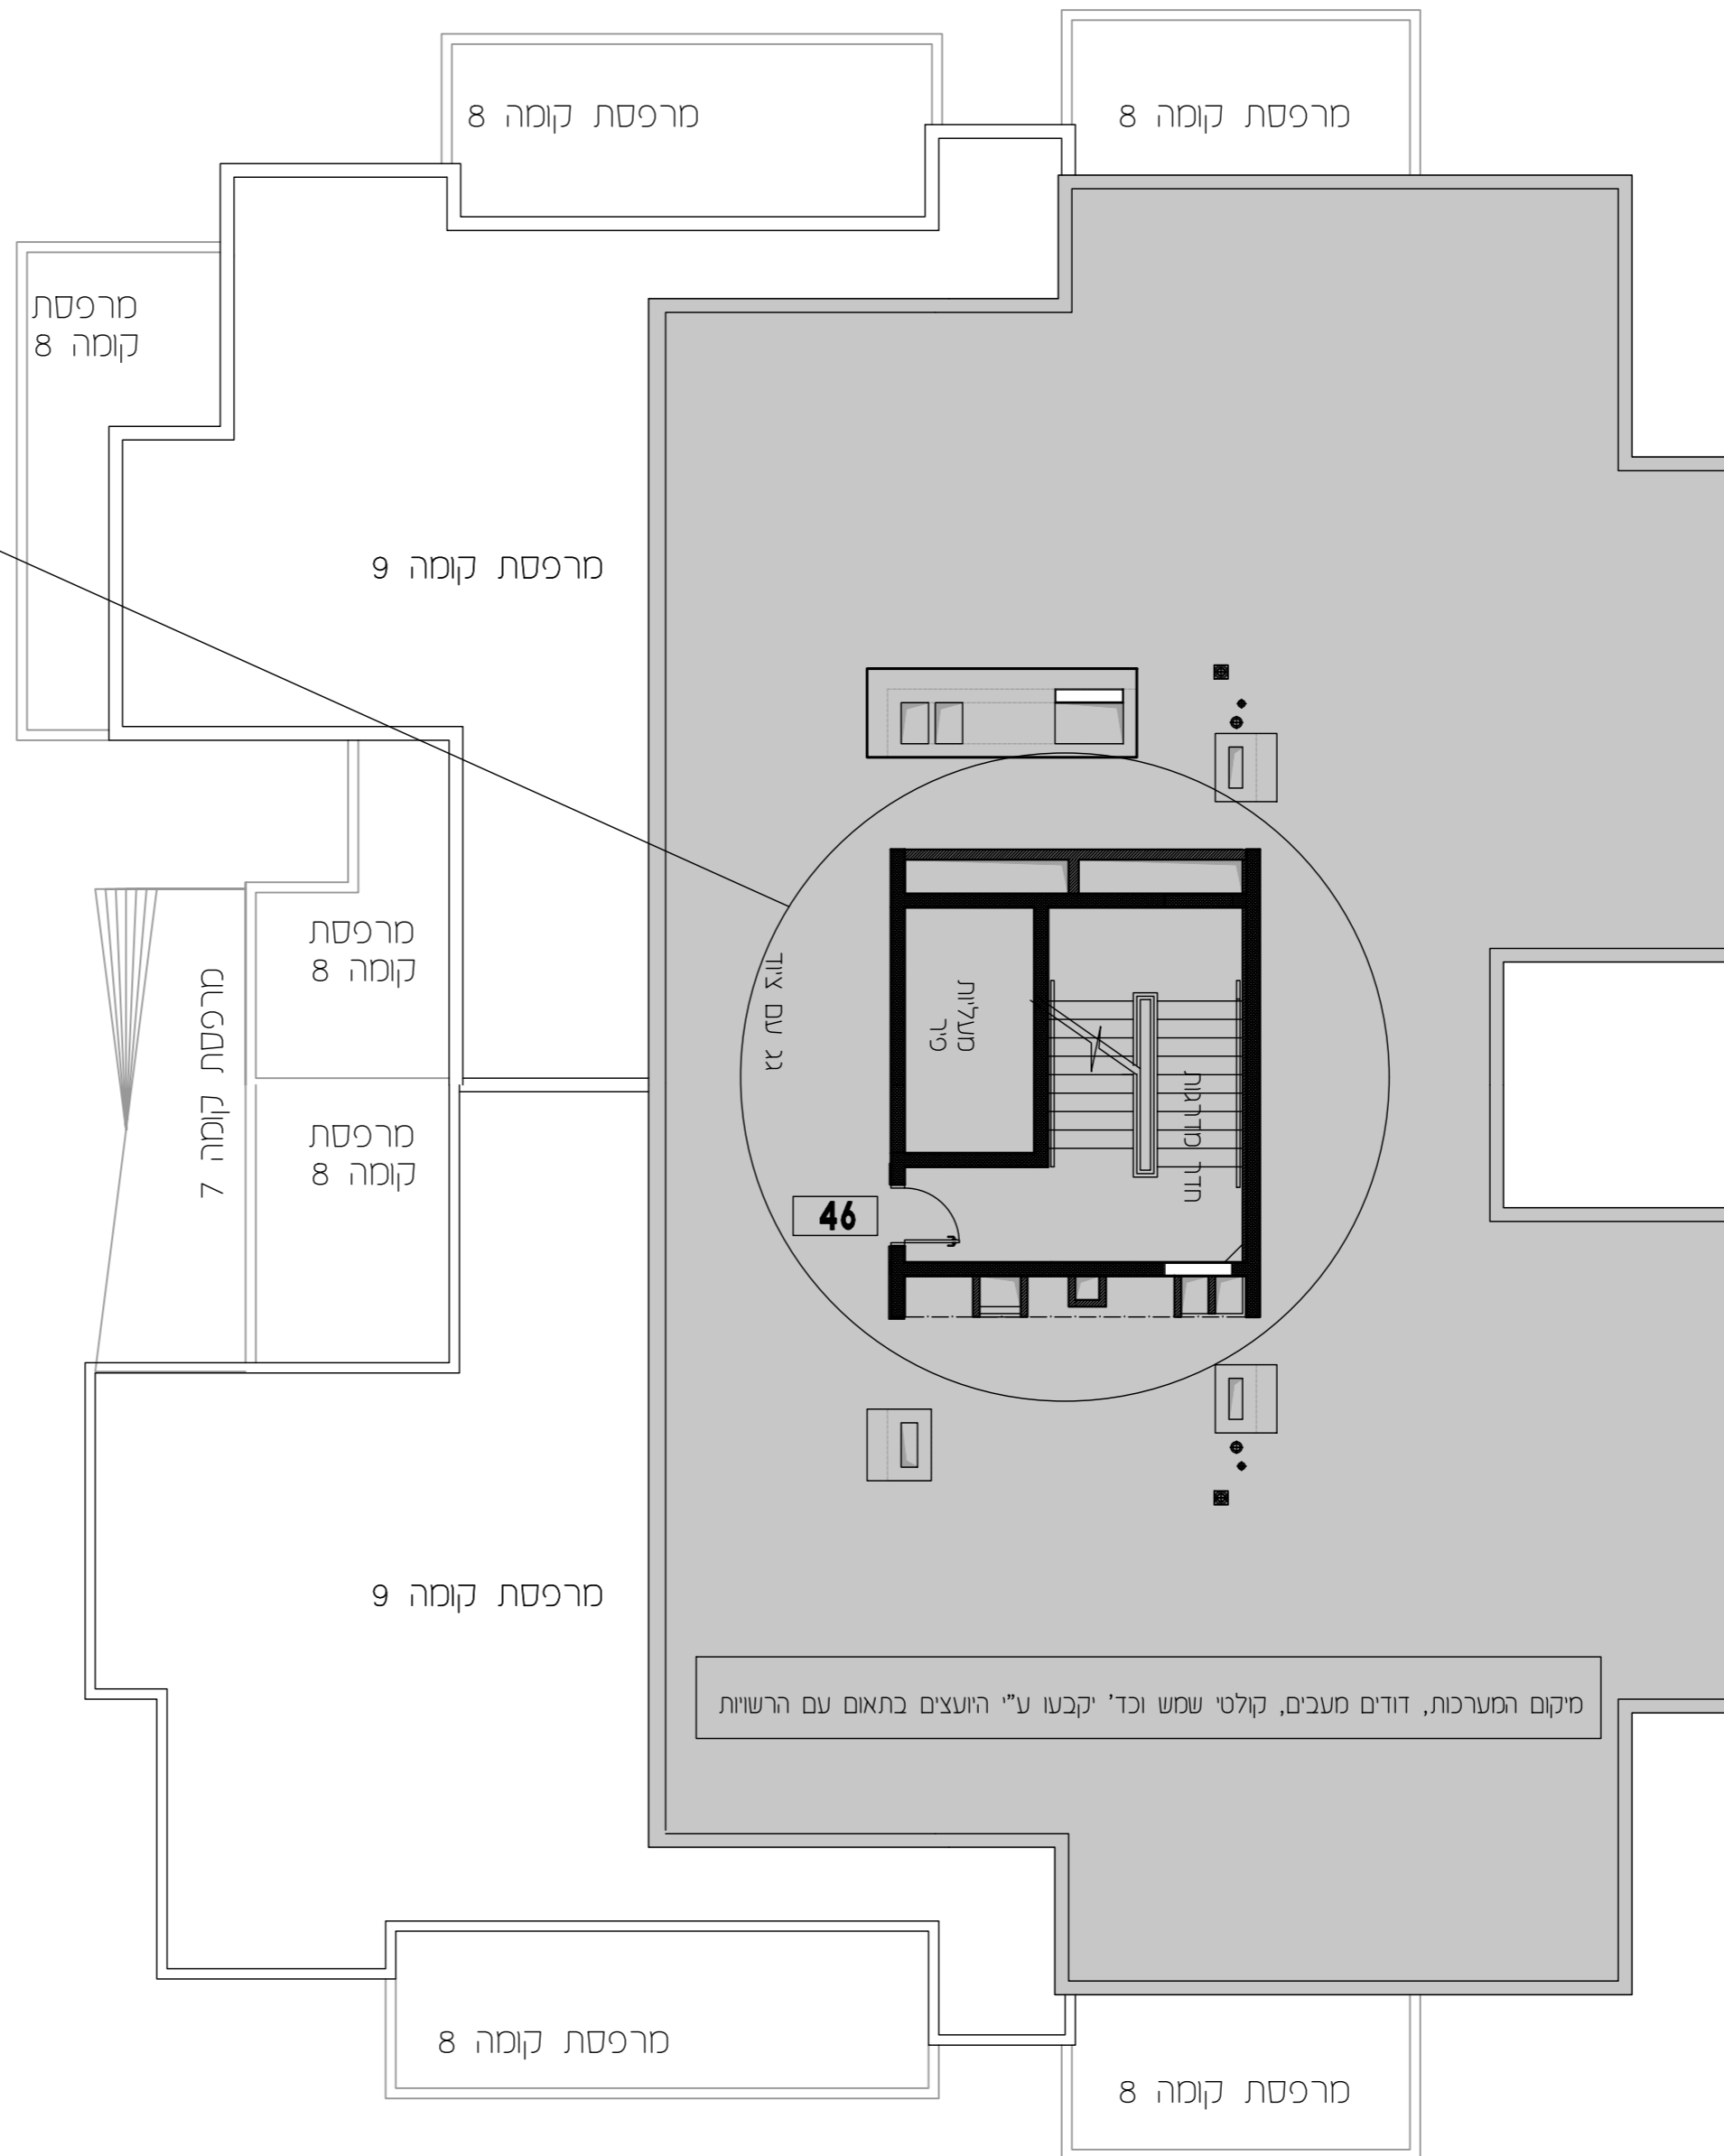 מרפסת קומה 8
מרפסת קומה 8
מרפסת
קומה 8
מרפסת קומה 9
גג עם ציוד
מעליות
פיר
חדר מדרגות
מרפסת
קומה 8
מרפסת קומה 7
מרפסת
קומה 8
46
מרפסת קומה 9
מיקום המערכות, דודים מעבים, קולטי שמש וכד' יקבעו ע"י היועצים בתאום עם הרשויות
מרפסת קומה 8
מרפסת קומה 8